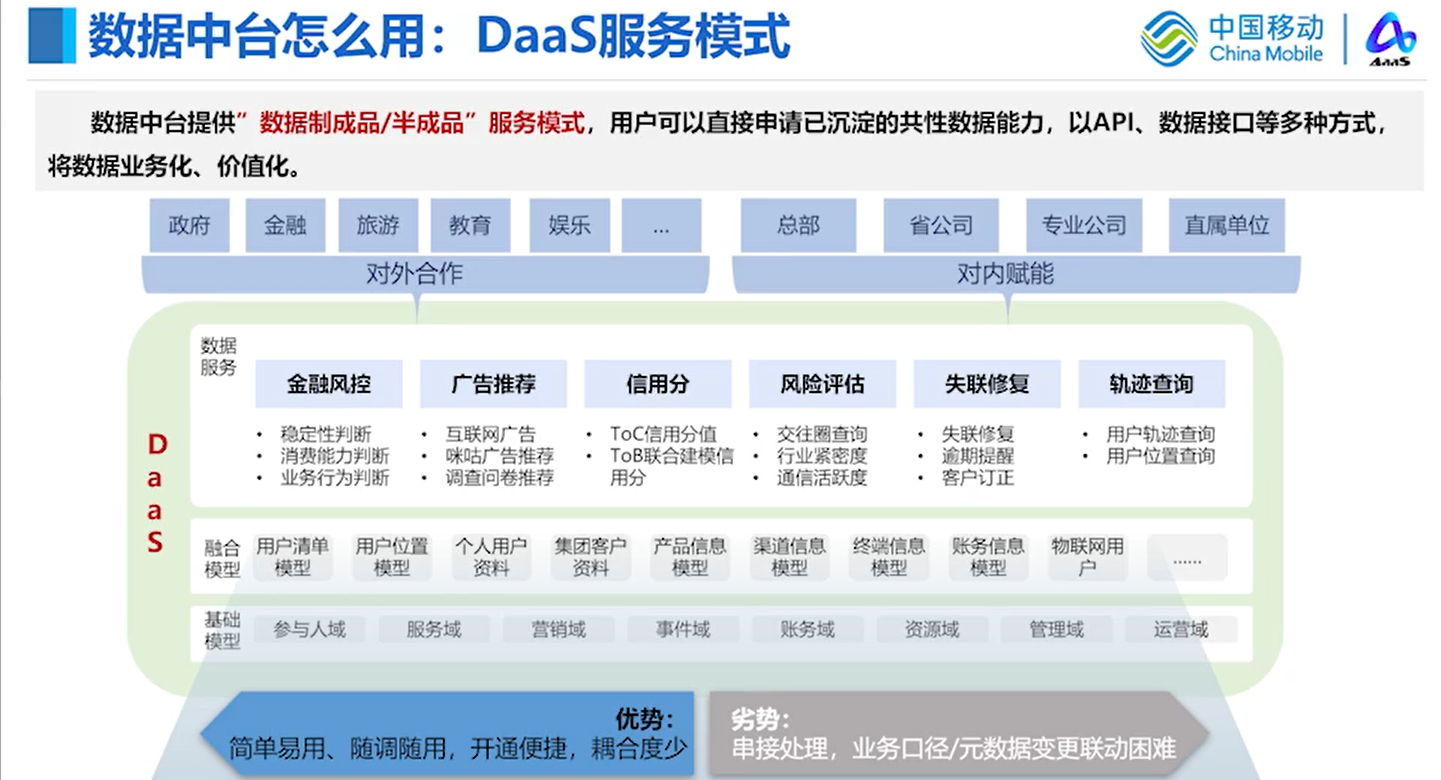 数据中台怎么用：DaaS服务模式
中国移动
China Mobile
AaaS
数据中台提供”数据制成品/半成品”服务模式，用户可以直接申请已沉淀的共性数据能力，以API、数据接口等多种方式，
将数据业务化、价值化。
政府 金融 旅游 教育 娱乐 ... 总部 省公司 专业公司 直属单位
对外合作 对内赋能
DaaS
数据
服务
金融风控 广告推荐 信用分 风险评估 失联修复 轨迹查询
• 稳定性判断
• 消费能力判断
• 业务行为判断
• 互联网广告
• 咪咕广告推荐
• 调查问卷推荐
• ToC信用分值
• ToB联合建模信
用分
• 交往圈查询
• 行业紧密度
• 通信活跃度
• 失联修复
• 逾期提醒
• 客户订正
• 用户轨迹查询
• 用户位置查询
融合
模型
用户清单
模型
用户位置
模型
个人用户
资料
集团客户
资料
产品信息
模型
渠道信息
模型
终端信息
模型
账务信息
模型
物联网用
户
......
基础
模型
参与人域 服务域 营销域 事件域 账务域 资源域 管理域 运营域
优势：
简单易用、随调随用，开通便捷，耦合度少
劣势：
串接处理，业务口径/元数据变更联动困难